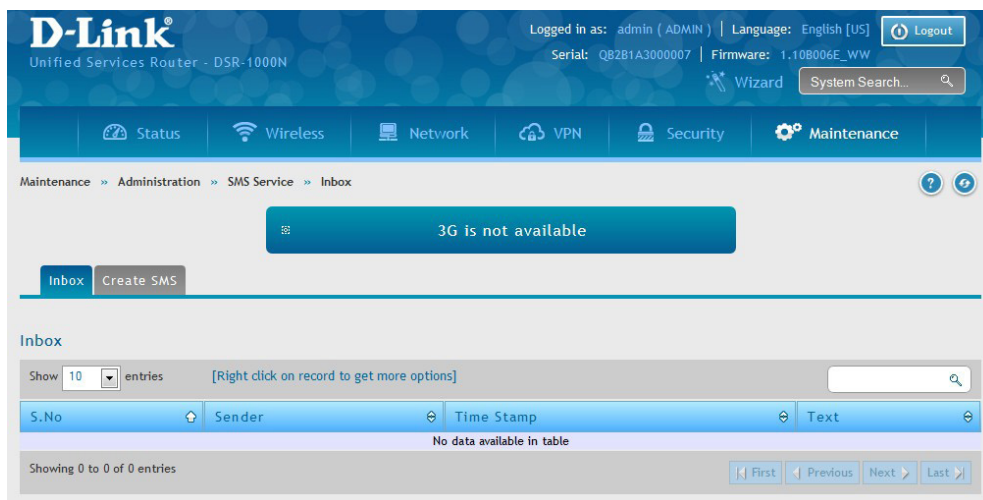 D-Link®
Unified Services Router - DSR-1000N
Logged in as: admin ( ADMIN ) | Language: English [US]
Logout
Serial: QB2B1A3000007 | Firmware: 1.10B006E_WW
Wizard
System Search...
Status
Wireless
Network
VPN
Security
Maintenance
Maintenance » Administration » SMS Service » Inbox
3G is not available
Inbox
Create SMS
Inbox
Show 10 entries [Right click on record to get more options]
S.No Sender Time Stamp Text
No data available in table
Showing 0 to 0 of 0 entries
First Previous Next Last